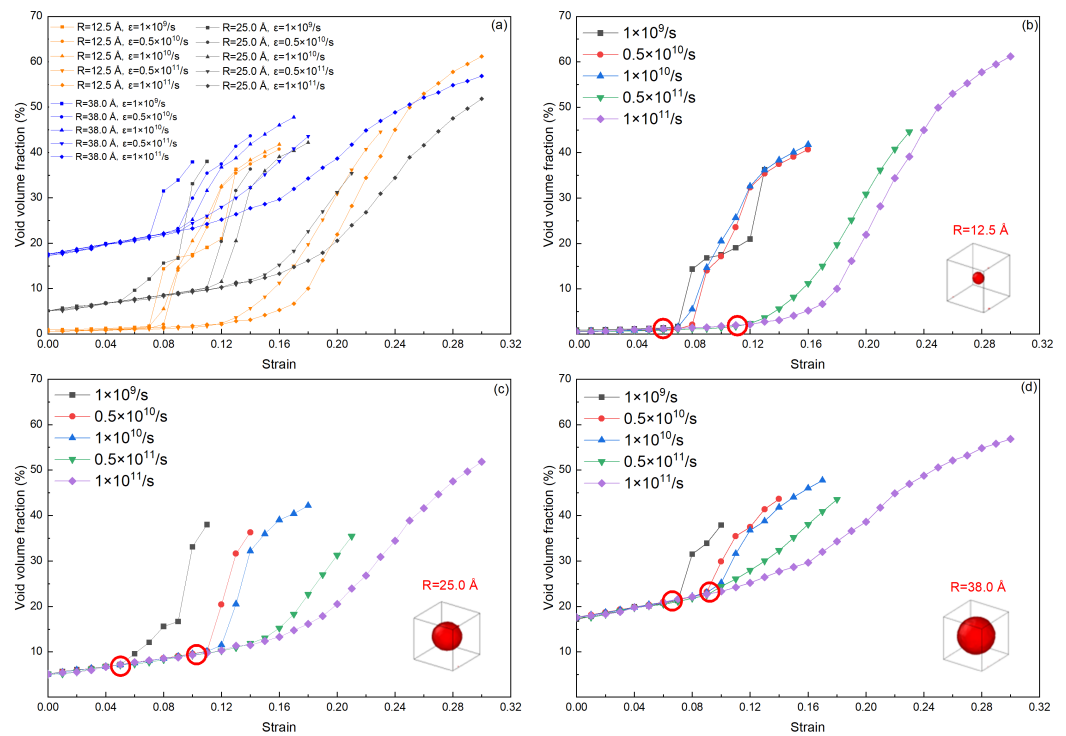 (a)
R=12.5 Å, ε=1×10⁹/s
R=12.5 Å, ε=0.5×10¹⁰/s
R=12.5 Å, ε=1×10¹⁰/s
R=12.5 Å, ε=0.5×10¹¹/s
R=12.5 Å, ε=1×10¹¹/s
R=25.0 Å, ε=1×10⁹/s
R=25.0 Å, ε=0.5×10¹⁰/s
R=25.0 Å, ε=1×10¹⁰/s
R=25.0 Å, ε=0.5×10¹¹/s
R=25.0 Å, ε=1×10¹¹/s
R=38.0 Å, ε=1×10⁹/s
R=38.0 Å, ε=0.5×10¹⁰/s
R=38.0 Å, ε=1×10¹⁰/s
R=38.0 Å, ε=0.5×10¹¹/s
R=38.0 Å, ε=1×10¹¹/s
Void volume fraction (%)
70
60
50
40
30
20
10
0
0.00 0.04 0.08 0.12 0.16 0.20 0.24 0.28 0.32
Strain
(b)
1×10⁹/s
0.5×10¹⁰/s
1×10¹⁰/s
0.5×10¹¹/s
1×10¹¹/s
R=12.5 Å
Void volume fraction (%)
70
60
50
40
30
20
10
0
0.00 0.04 0.08 0.12 0.16 0.20 0.24 0.28 0.32
Strain
(c)
1×10⁹/s
0.5×10¹⁰/s
1×10¹⁰/s
0.5×10¹¹/s
1×10¹¹/s
R=25.0 Å
Void volume fraction (%)
70
60
50
40
30
20
10
0.00 0.04 0.08 0.12 0.16 0.20 0.24 0.28 0.32
Strain
(d)
1×10⁹/s
0.5×10¹⁰/s
1×10¹⁰/s
0.5×10¹¹/s
1×10¹¹/s
R=38.0 Å
Void volume fraction (%)
70
60
50
40
30
20
10
0.00 0.04 0.08 0.12 0.16 0.20 0.24 0.28 0.32
Strain